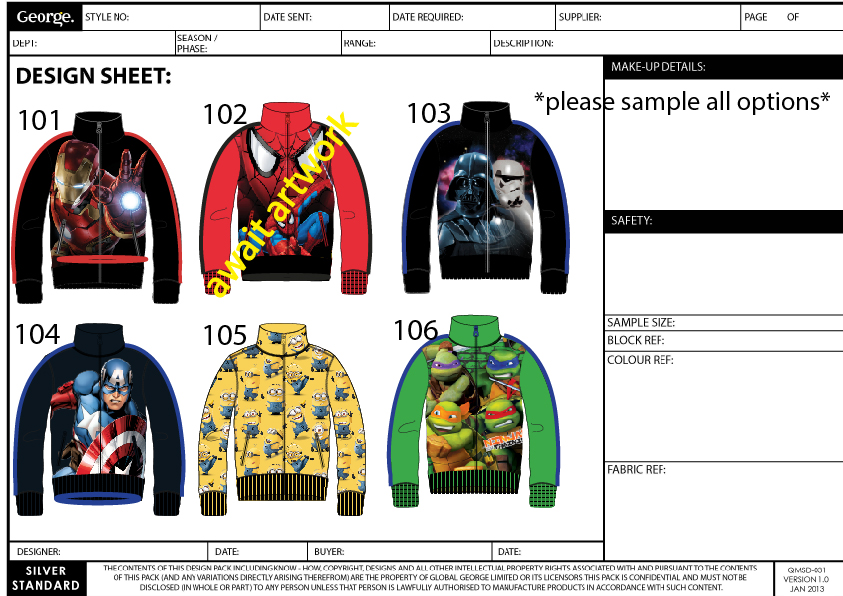 George. STYLE NO: DATE SENT: DATE REQUIRED: SUPPLIER: PAGE OF
DEPT: SEASON / PHASE: RANGE: DESCRIPTION:
DESIGN SHEET:
MAKE-UP DETAILS:
*please sample all options*
101
102
103
await artwork
SAFETY:
104
105
106
SAMPLE SIZE:
BLOCK REF:
COLOUR REF:
NINJA
FABRIC REF:
DESIGNER: DATE: BUYER: DATE:
SILVER
STANDARD
THE CONTENTS OF THIS DESIGN PACK INCLUDING KNOW - HOW, COPYRIGHT, DESIGNS AND ALL OTHER INTELLECTUAL PROPERTY RIGHTS ASSOCIATED WITH AND PURSUANT TO THE CONTENTS
OF THIS PACK (AND ANY VARIATIONS DIRECTLY ARISING THEREFROM) ARE THE PROPERTY OF GLOBAL GEORGE LIMITED OR ITS LICENSORS THIS PACK IS CONFIDENTIAL AND MUST NOT BE
DISCLOSED (IN WHOLE OR PART) TO ANY PERSON UNLESS THAT PERSON IS LAWFULLY AUTHORISED TO MANUFACTURE PRODUCTS IN ACCORDANCE WITH SUCH CONTENT.
QMSD-001
VERSION 1.0
JAN 2013